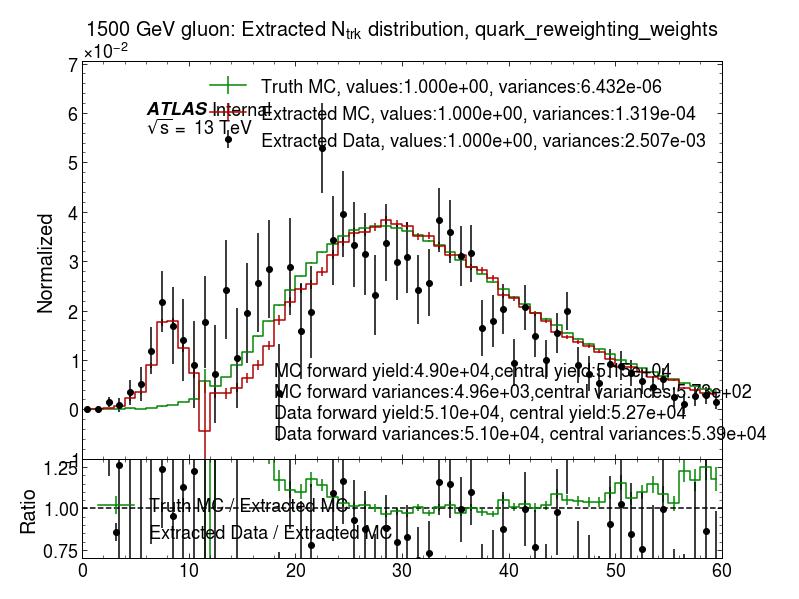 1500 GeV gluon: Extracted Ntrk distribution, quark_reweighting_weights
×10−2
Truth MC, values:1.000e+00, variances:6.432e-06
ATLAS Internal
Extracted MC, values:1.000e+00, variances:1.319e-04
√s = 13 TeV
Extracted Data, values:1.000e+00, variances:2.507e-03
Normalized
7
6
5
4
3
2
1
0
1
MC forward yield:4.90e+04,central yield:
MC forward variances:4.96e+03,central variances:5.72e+02
Data forward yield:5.10e+04, central yield:5.27e+04
Data forward variances:5.10e+04, central variances:5.39e+04
Ratio
1.25
1.00
0.75
Truth MC / Extracted MC
Extracted Data / Extracted MC
0 10 20 30 40 50 60